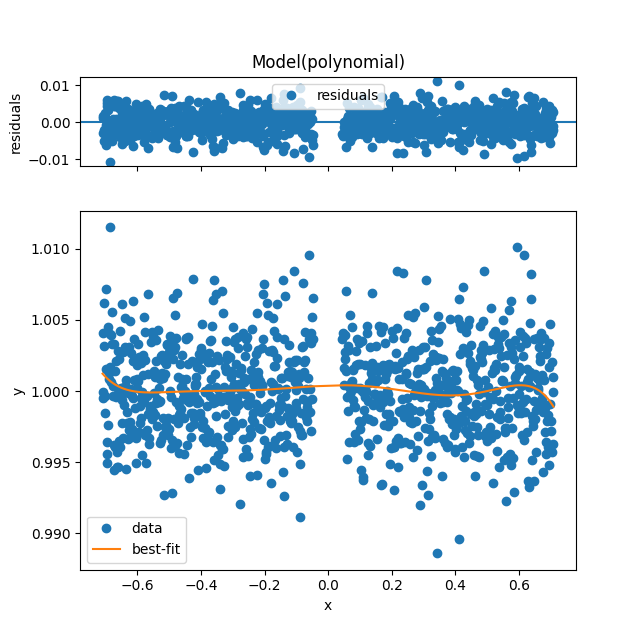 Model(polynomial)
0.01
0.00
−0.01
residuals
residuals
1.010
1.005
1.000
0.995
0.990
y
data
best-fit
−0.6 −0.4 −0.2 0.0 0.2 0.4 0.6
x